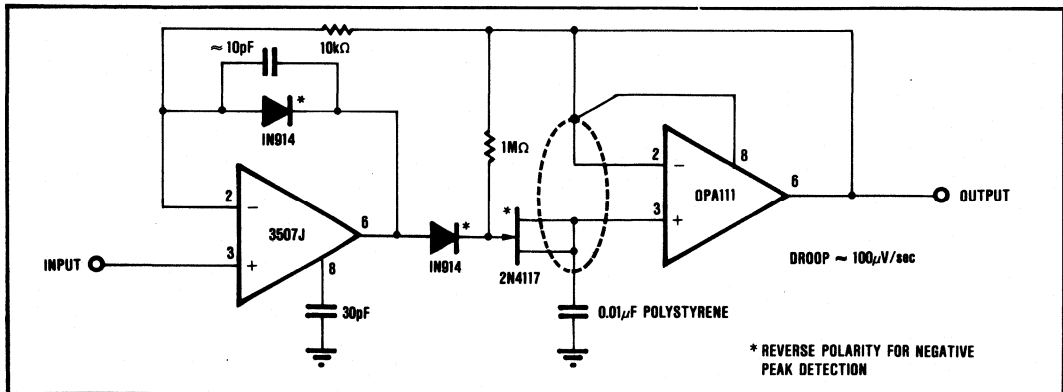 10kΩ
≈ 10pF
*
IN914
1MΩ
2
3507J
6
3
8
INPUT
30pF
*
IN914
*
2N4117
2
8
OPA111
6
3
OUTPUT
DROOP ~ 100μV/sec
0.01μF POLYSTYRENE
* REVERSE POLARITY FOR NEGATIVE
PEAK DETECTION